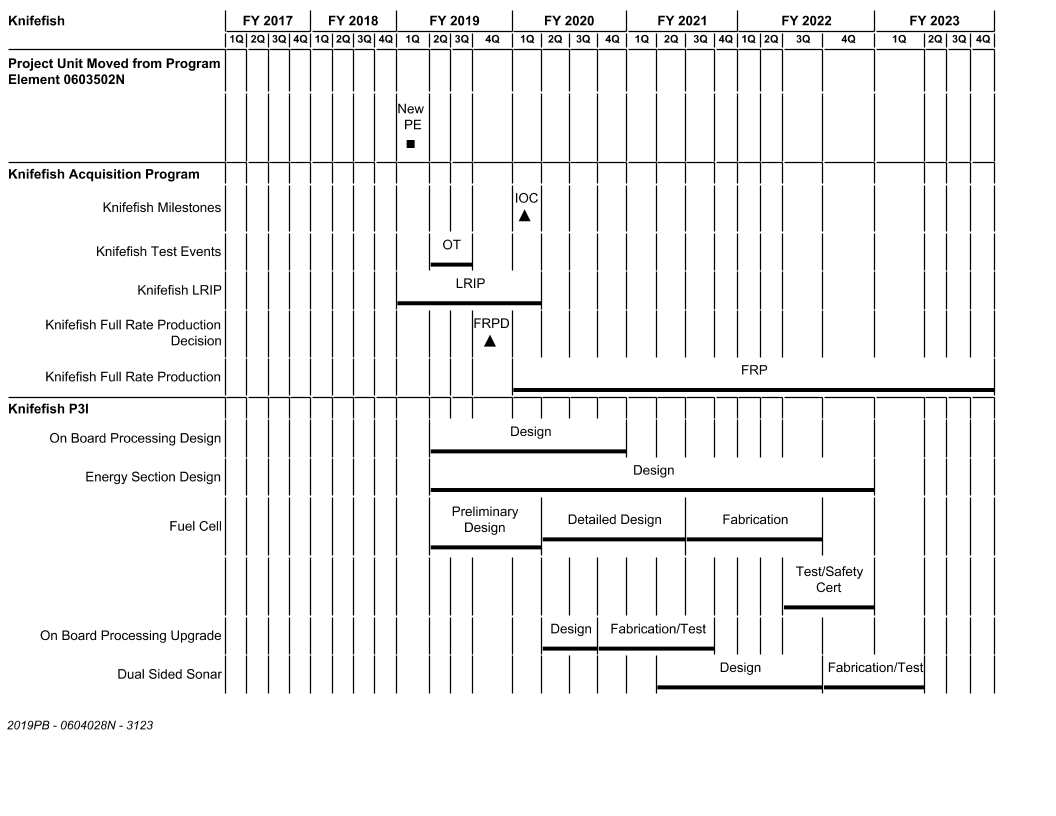 Knifefish FY 2017 FY 2018 FY 2019 FY 2020 FY 2021 FY 2022 FY 2023
1Q 2Q 3Q 4Q 1Q 2Q 3Q 4Q 1Q 2Q 3Q 4Q 1Q 2Q 3Q 4Q 1Q 2Q 3Q 4Q 1Q 2Q 3Q 4Q 1Q 2Q 3Q 4Q
Project Unit Moved from Program
Element 0603502N
New
PE
Knifefish Acquisition Program
Knifefish Milestones IOC
Knifefish Test Events OT
Knifefish LRIP LRIP
Knifefish Full Rate Production FRPD
Decision
Knifefish Full Rate Production FRP
Knifefish P3I
On Board Processing Design Design
Energy Section Design Design
Fuel Cell Preliminary Detailed Design Fabrication
Design
Test/Safety
Cert
On Board Processing Upgrade Design Fabrication/Test
Dual Sided Sonar Design Fabrication/Test
2019PB - 0604028N - 3123